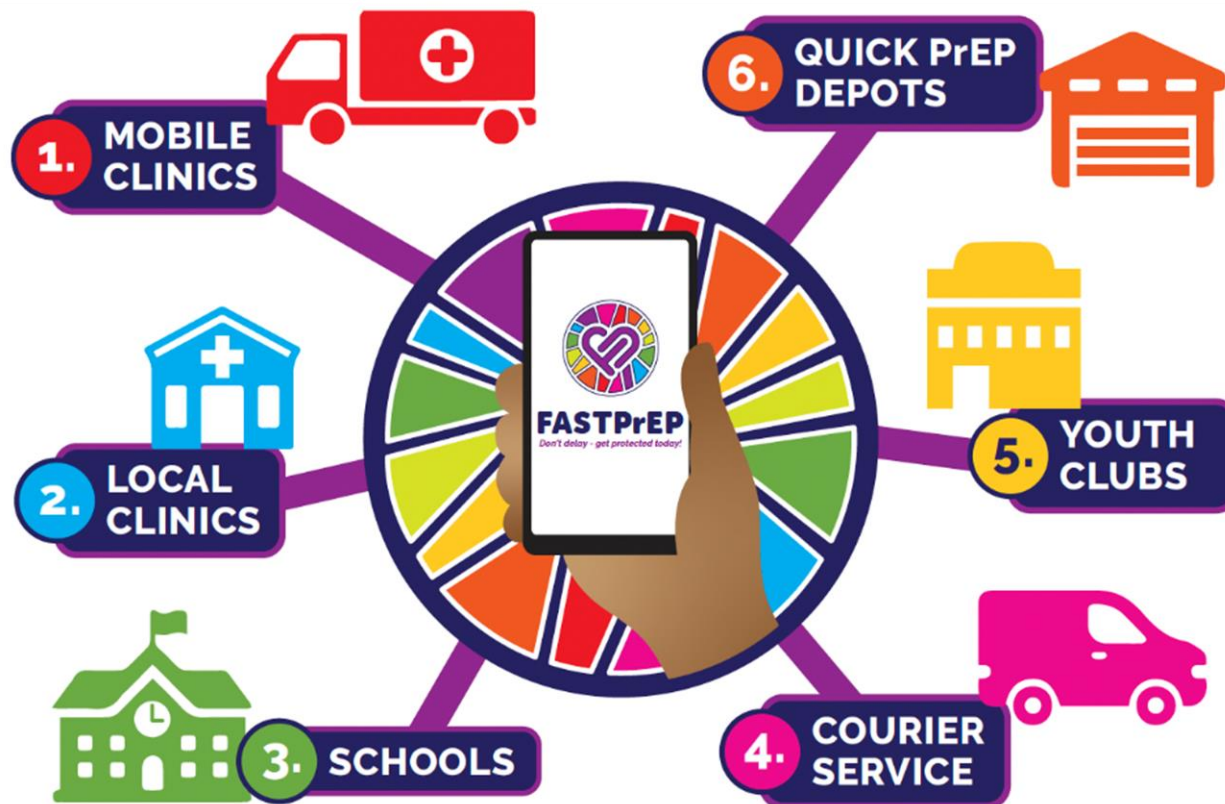 1.
MOBILE
CLINICS
2.
LOCAL
CLINICS
3.
SCHOOLS
4.
COURIER
SERVICE
5.
YOUTH
CLUBS
6.
QUICK PrEP
DEPOTS
FASTPrEP
Don't delay - get protected today!